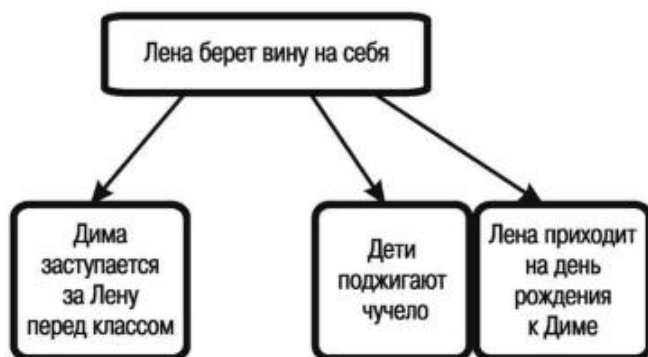 Лена берет вину на себя
Дима
заступается
за Лену
перед классом
Дети
поджигают
чучело
Лена приходит
на день
рождения
к Диме